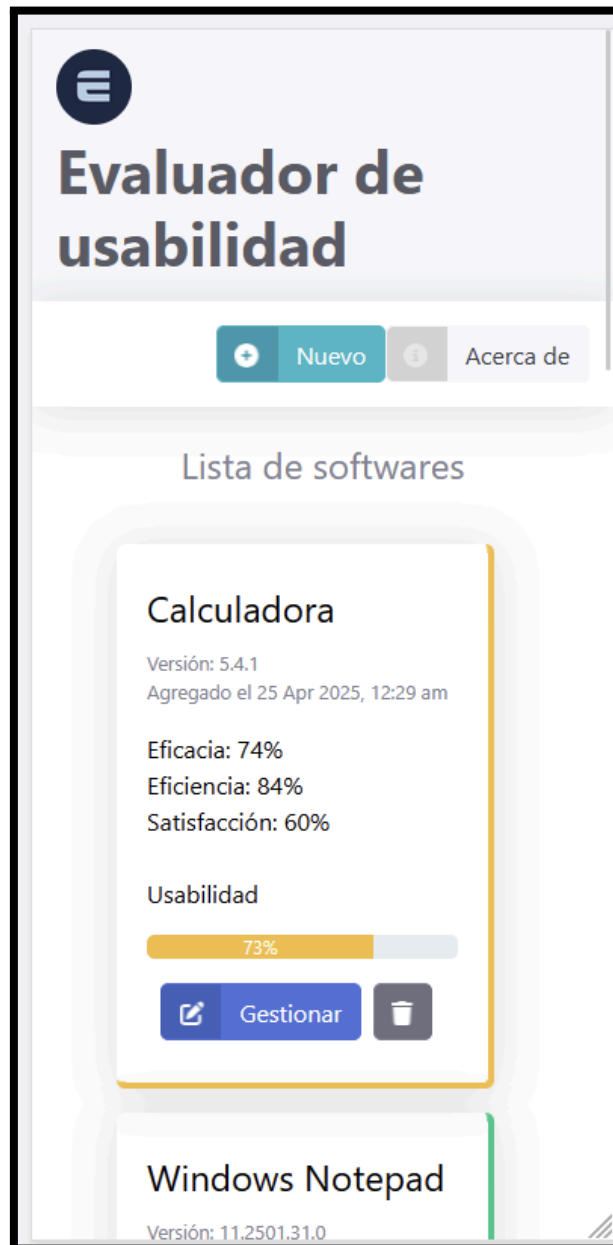 Evaluador de
usabilidad
Nuevo
Acerca de
Lista de softwares
Calculadora
Versión: 5.4.1
Agregado el 25 Apr 2025, 12:29 am
Eficacia: 74%
Eficiencia: 84%
Satisfacción: 60%
Usabilidad
73%
Gestionar
Windows Notepad
Versión: 11.2501.31.0